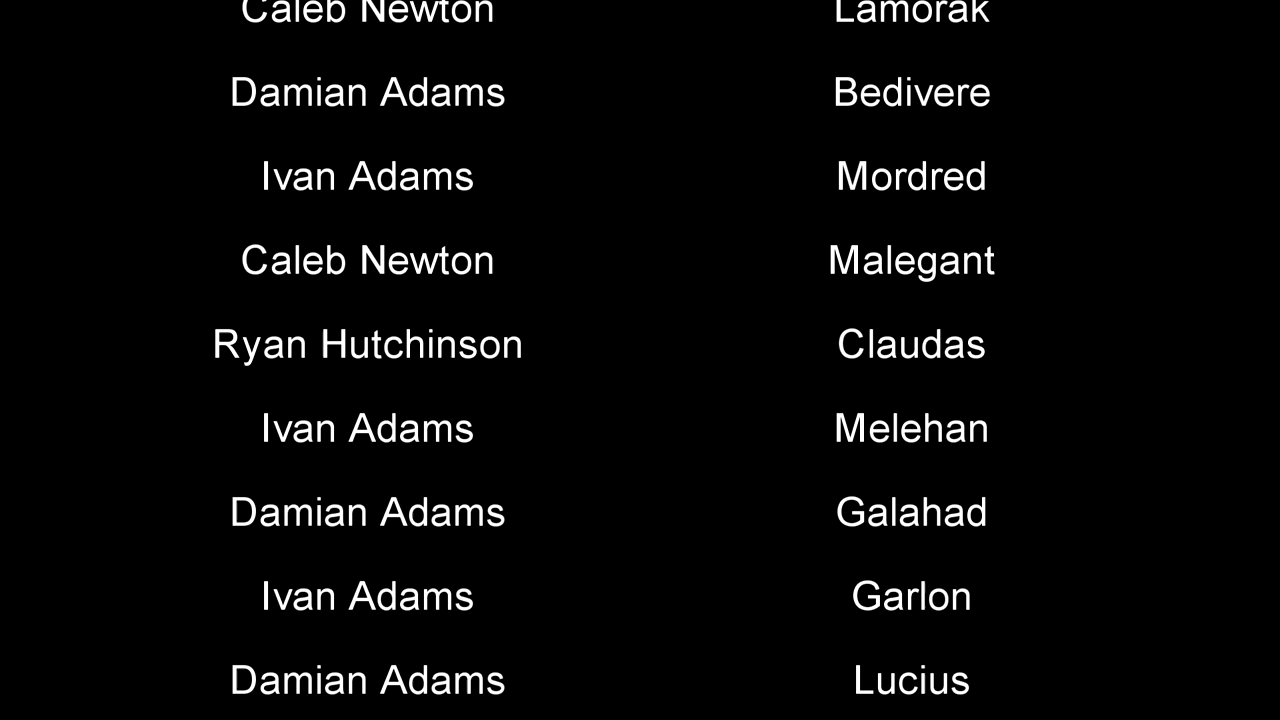 Caleb Newton Lamorak
Damian Adams Bedivere
Ivan Adams Mordred
Caleb Newton Malegant
Ryan Hutchinson Claudas
Ivan Adams Melehan
Damian Adams Galahad
Ivan Adams Garlon
Damian Adams Lucius